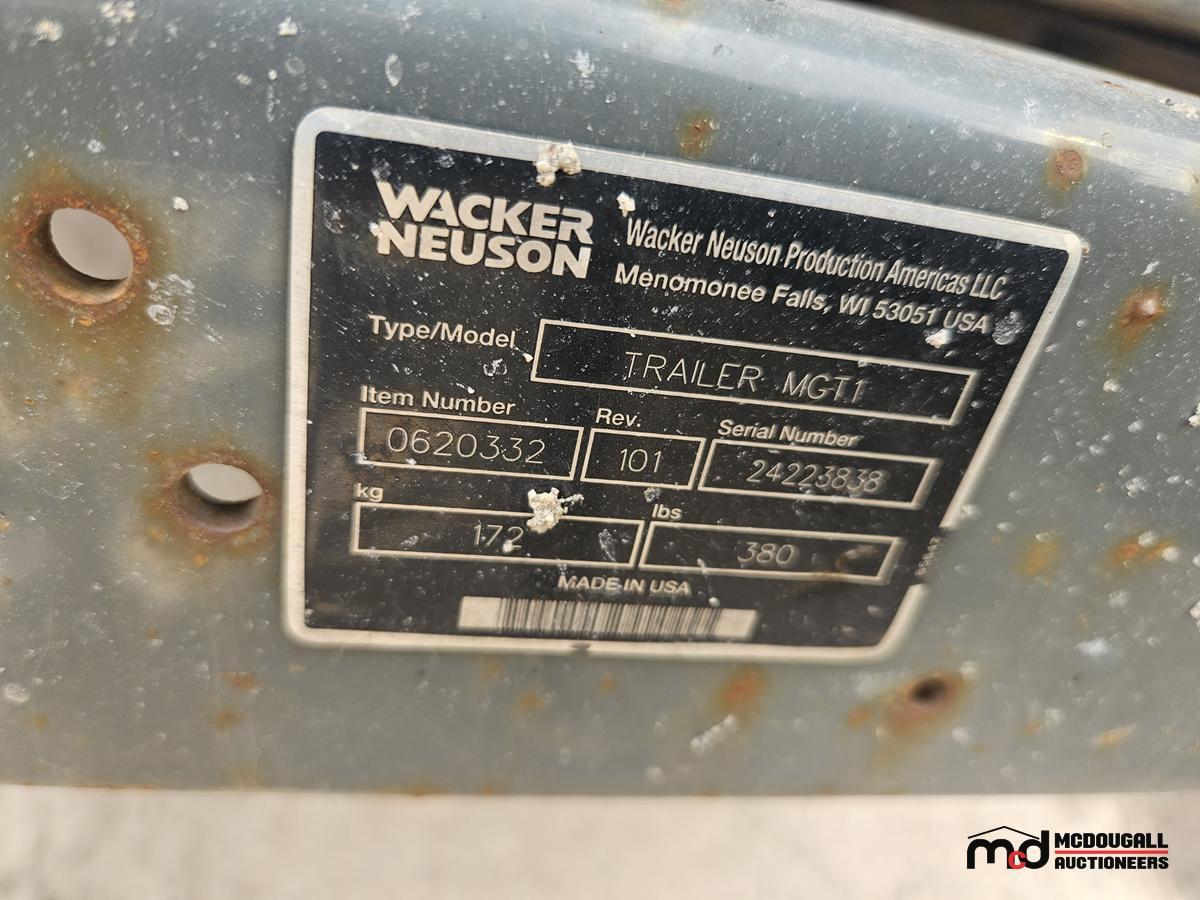 WACKER
NEUSON
Wacker Neuson Production Americas LLC
Menomonee Falls, WI 53051 USA
Type/Model
TRAILER MGT1
Item Number
0620332
Rev.
101
Serial Number
24223838
kg
172
lbs
380
MADE IN USA
mcd
MCDOUGALL
AUCTIONEERS